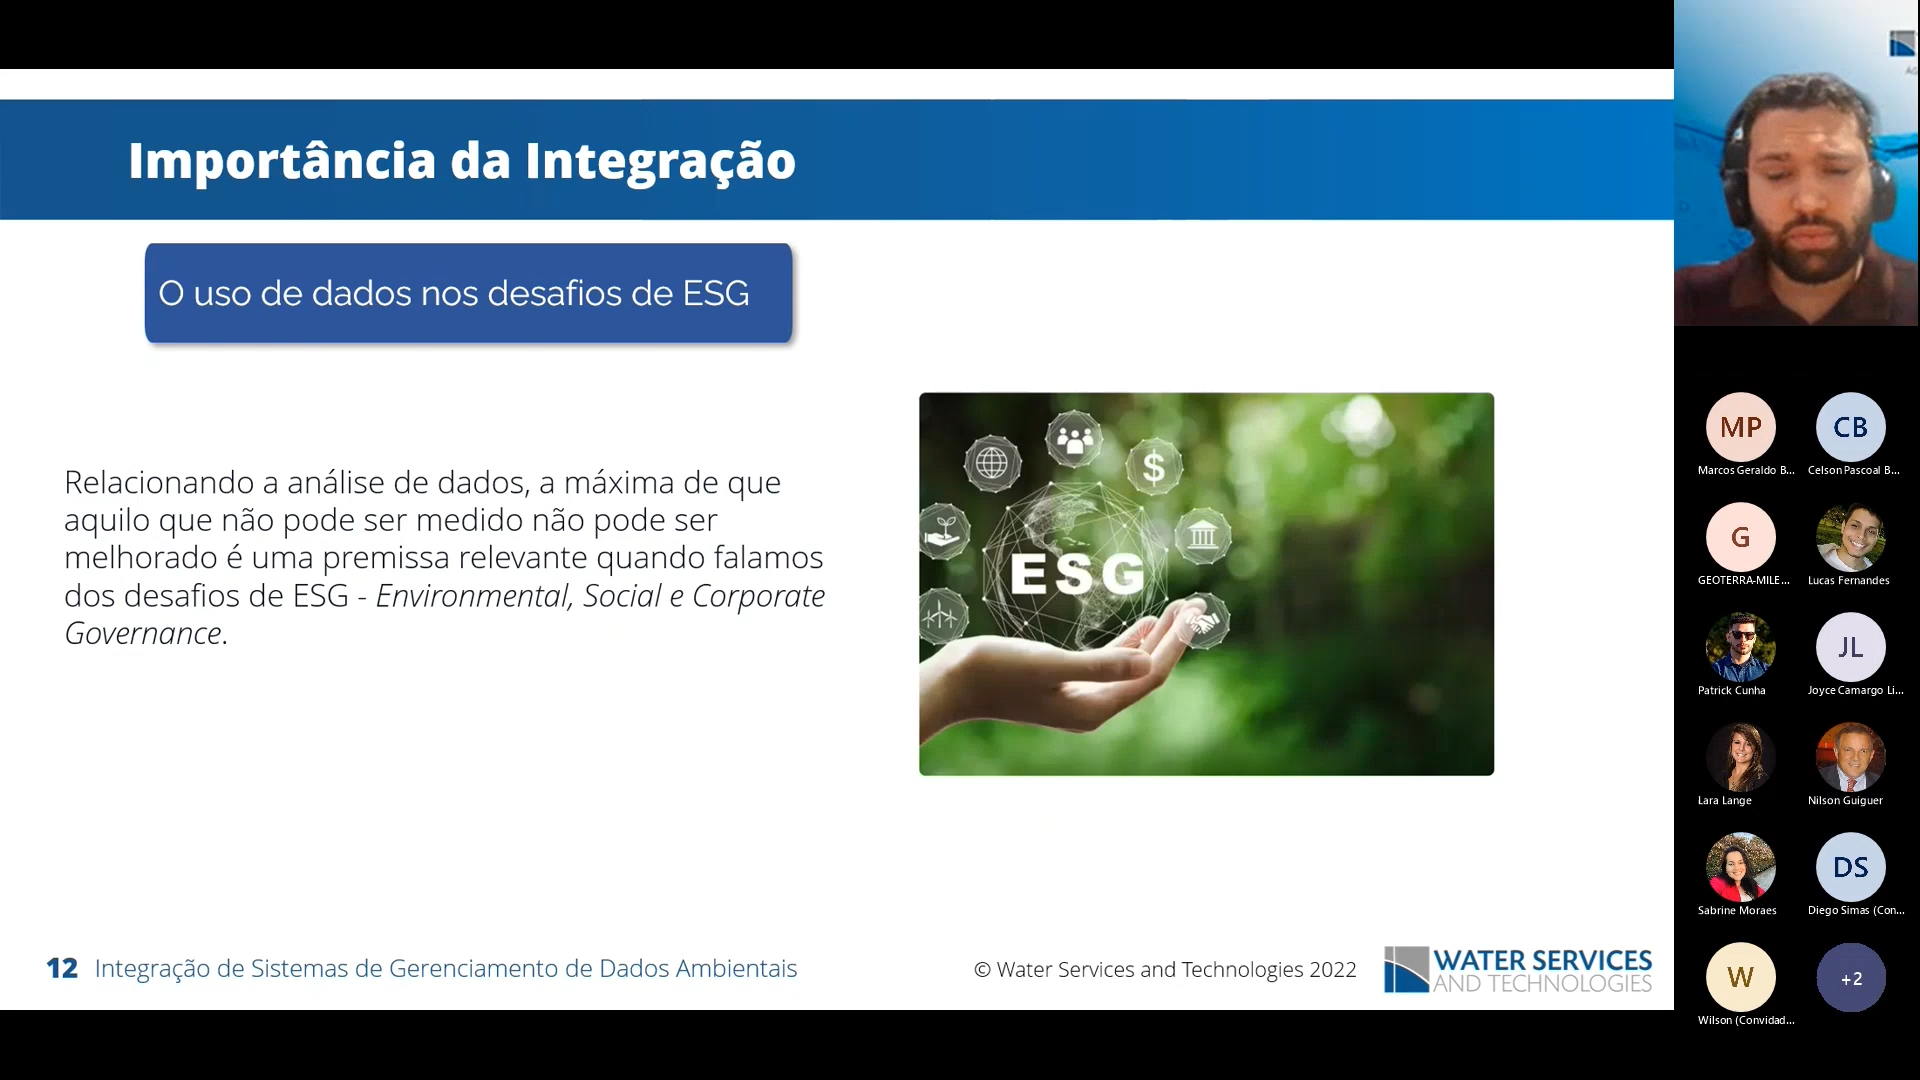 Importância da Integração
O uso de dados nos desafios de ESG
Relacionando a análise de dados, a máxima de que
aquilo que não pode ser medido não pode ser
melhorado é uma premissa relevante quando falamos
dos desafios de ESG - Environmental, Social e Corporate
Governance.
$
ESG
12 Integração de Sistemas de Gerenciamento de Dados Ambientais
© Water Services and Technologies 2022
WATER SERVICES
AND TECHNOLOGIES
MP
Marcos Geraldo B...
CB
Celson Pascoal B...
G
GEOTERRA-MILE...
Lucas Fernandes
Patrick Cunha
JL
Joyce Camargo Li...
Lara Lange
Nilson Guiguer
Sabrine Moraes
DS
Diego Simas (Con...
W
Wilson (Convidad...
+2